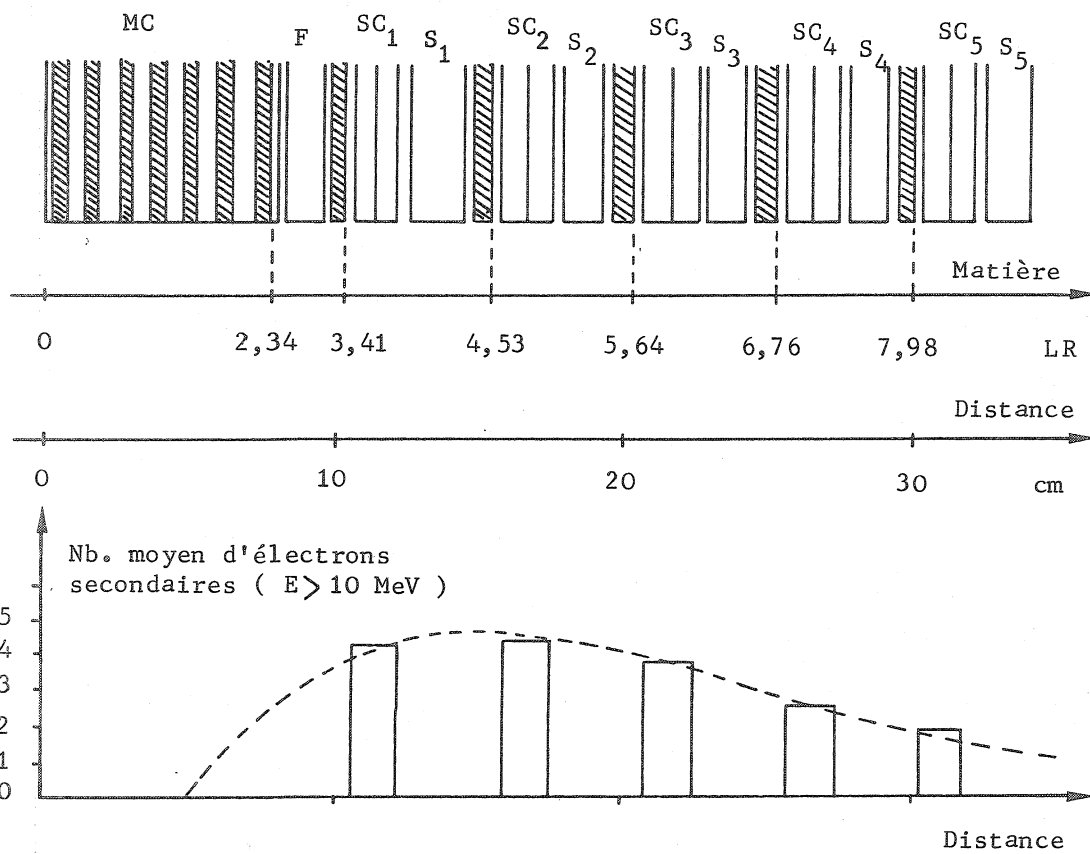 MC F SC1 S1 SC2 S2 SC3 S3 SC4 S4 SC5 S5
Matière
0 2,34 3,41 4,53 5,64 6,76 7,98 LR
Distance
0 10 20 30 cm
Nb. moyen d'électrons
secondaires ( E > 10 MeV )
5
4
3
2
1
0
Distance